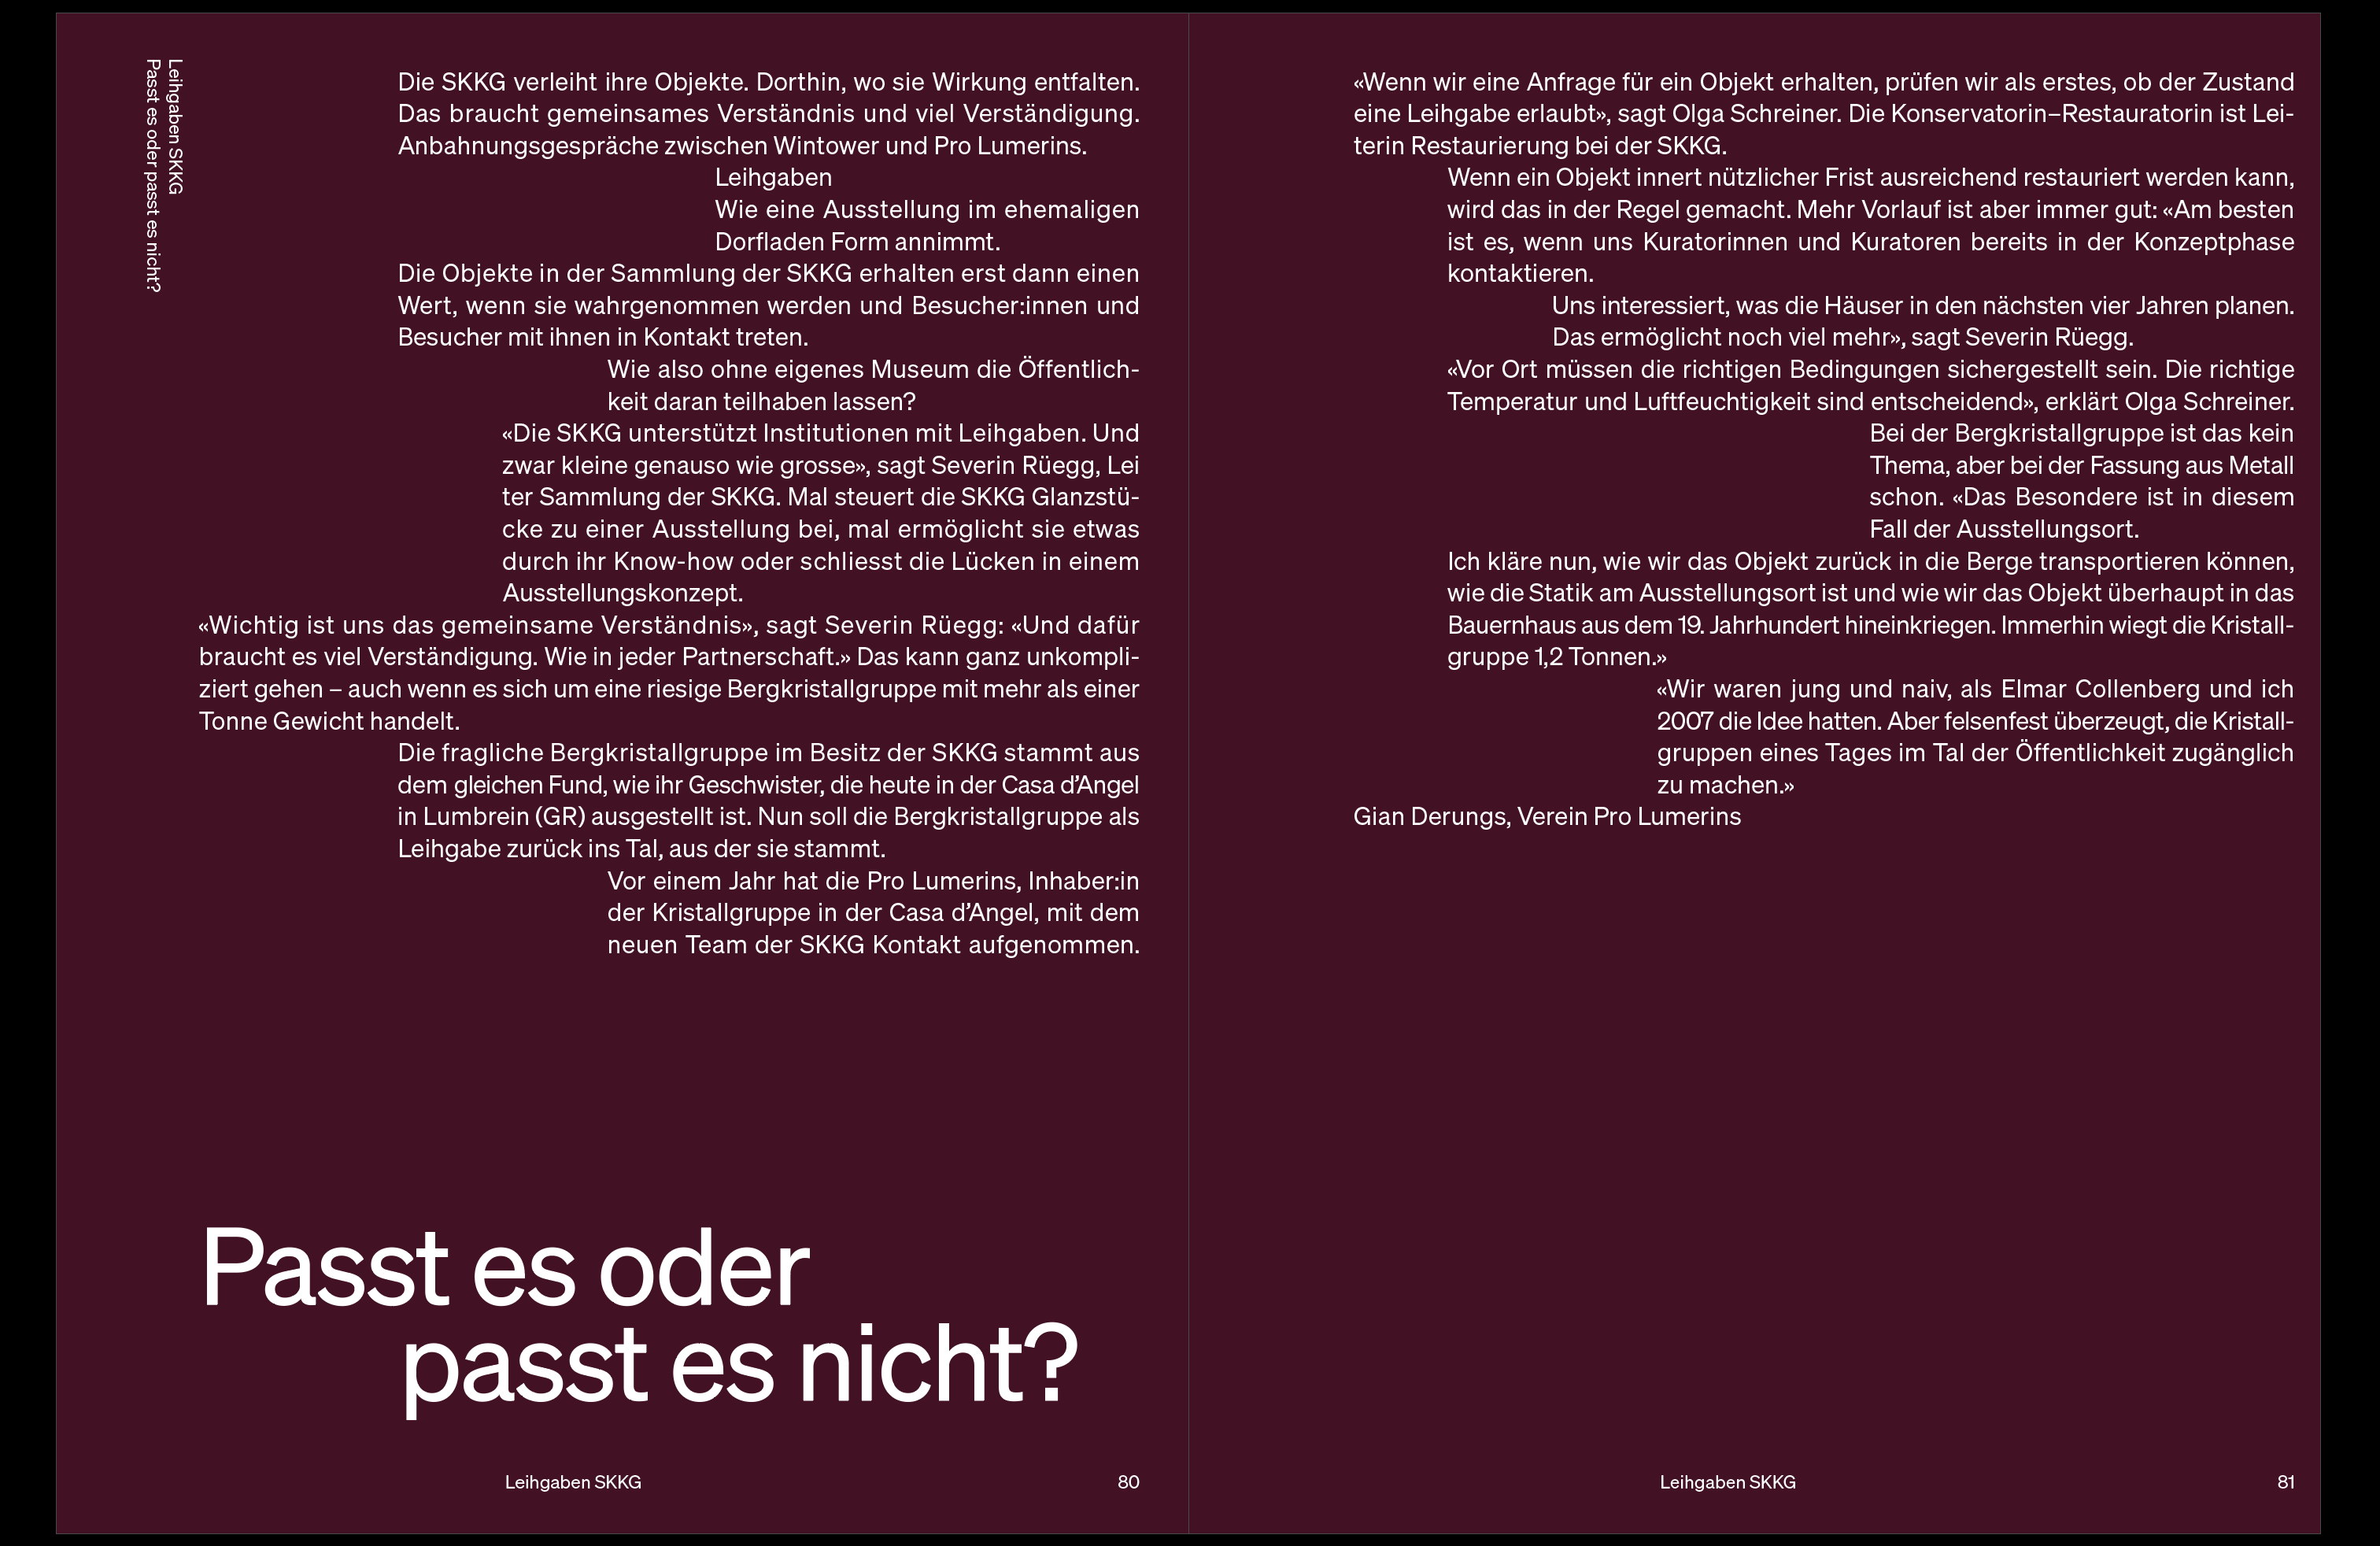 Leihgaben SKKG
Passt es oder passt es nicht?
Die SKKG verleiht ihre Objekte. Dorthin, wo sie Wirkung entfalten.
Das braucht gemeinsames Verständnis und viel Verständigung.
Anbahnungsgespräche zwischen Wintower und Pro Lumerins.
Leihgaben
Wie eine Ausstellung im ehemaligen
Dorfladen Form annimmt.
Die Objekte in der Sammlung der SKKG erhalten erst dann einen
Wert, wenn sie wahrgenommen werden und Besucher:innen und
Besucher mit ihnen in Kontakt treten.
Wie also ohne eigenes Museum die Öffentlich-
keit daran teilhaben lassen?
«Die SKKG unterstützt Institutionen mit Leihgaben. Und
zwar kleine genauso wie grosse», sagt Severin Rüegg, Lei
ter Sammlung der SKKG. Mal steuert die SKKG Glanzstü-
cke zu einer Ausstellung bei, mal ermöglicht sie etwas
durch ihr Know-how oder schliesst die Lücken in einem
Ausstellungskonzept.
«Wichtig ist uns das gemeinsame Verständnis», sagt Severin Rüegg: «Und dafür
braucht es viel Verständigung. Wie in jeder Partnerschaft.» Das kann ganz unkompli-
ziert gehen – auch wenn es sich um eine riesige Bergkristallgruppe mit mehr als einer
Tonne Gewicht handelt.
Die fragliche Bergkristallgruppe im Besitz der SKKG stammt aus
dem gleichen Fund, wie ihr Geschwister, die heute in der Casa d’Angel
in Lumbrein (GR) ausgestellt ist. Nun soll die Bergkristallgruppe als
Leihgabe zurück ins Tal, aus der sie stammt.
Vor einem Jahr hat die Pro Lumerins, Inhaber:in
der Kristallgruppe in der Casa d’Angel, mit dem
neuen Team der SKKG Kontakt aufgenommen.
Passt es oder
passt es nicht?
Leihgaben SKKG
80
«Wenn wir eine Anfrage für ein Objekt erhalten, prüfen wir als erstes, ob der Zustand
eine Leihgabe erlaubt», sagt Olga Schreiner. Die Konservatorin–Restauratorin ist Lei-
terin Restaurierung bei der SKKG.
Wenn ein Objekt innert nützlicher Frist ausreichend restauriert werden kann,
wird das in der Regel gemacht. Mehr Vorlauf ist aber immer gut: «Am besten
ist es, wenn uns Kuratorinnen und Kuratoren bereits in der Konzeptphase
kontaktieren.
Uns interessiert, was die Häuser in den nächsten vier Jahren planen.
Das ermöglicht noch viel mehr», sagt Severin Rüegg.
«Vor Ort müssen die richtigen Bedingungen sichergestellt sein. Die richtige
Temperatur und Luftfeuchtigkeit sind entscheidend», erklärt Olga Schreiner.
Bei der Bergkristallgruppe ist das kein
Thema, aber bei der Fassung aus Metall
schon. «Das Besondere ist in diesem
Fall der Ausstellungsort.
Ich kläre nun, wie wir das Objekt zurück in die Berge transportieren können,
wie die Statik am Ausstellungsort ist und wie wir das Objekt überhaupt in das
Bauernhaus aus dem 19. Jahrhundert hineinkriegen. Immerhin wiegt die Kristall-
gruppe 1,2 Tonnen.»
«Wir waren jung und naiv, als Elmar Collenberg und ich
2007 die Idee hatten. Aber felsenfest überzeugt, die Kristall-
gruppen eines Tages im Tal der Öffentlichkeit zugänglich
zu machen.»
Gian Derungs, Verein Pro Lumerins
Leihgaben SKKG
81